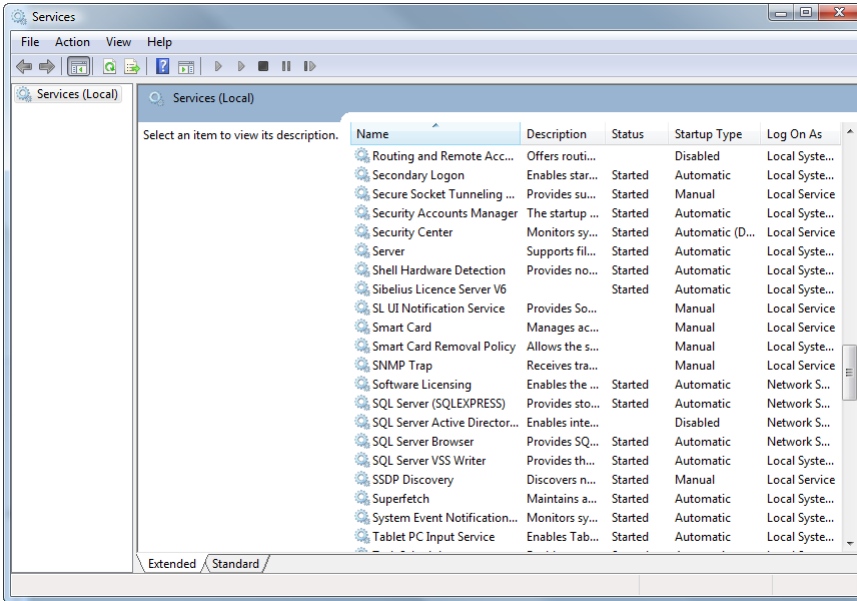 Services
File Action View Help
Services (Local)
Services (Local)
Select an item to view its description.
Name Description Status Startup Type Log On As
Routing and Remote Acc... Offers routi... Disabled Local Syste...
Secondary Logon Enables star... Started Automatic Local Syste...
Secure Socket Tunneling ... Provides su... Started Manual Local Service
Security Accounts Manager The startup ... Started Automatic Local Syste...
Security Center Monitors sy... Started Automatic (D... Local Service
Server Supports fil... Started Automatic Local Syste...
Shell Hardware Detection Provides no... Started Automatic Local Syste...
Sibelius Licence Server V6 Started Automatic Local Syste...
SL UI Notification Service Provides So... Manual Local Service
Smart Card Manages ac... Manual Local Service
Smart Card Removal Policy Allows the s... Manual Local Syste...
SNMP Trap Receives tra... Manual Local Service
Software Licensing Enables the ... Started Automatic Network S...
SQL Server (SQLEXPRESS) Provides sto... Started Automatic Network S...
SQL Server Active Director... Enables inte... Disabled Network S...
SQL Server Browser Provides SQ... Started Automatic Network S...
SQL Server VSS Writer Provides th... Started Automatic Local Syste...
SSDP Discovery Discovers n... Started Manual Local Service
Superfetch Maintains a... Started Automatic Local Syste...
System Event Notification... Monitors sy... Started Automatic Local Syste...
Tablet PC Input Service Enables Tab... Started Automatic Local Syste...
Extended Standard